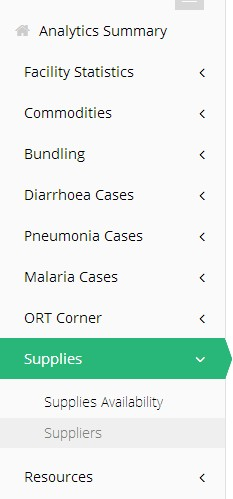 Analytics Summary
Facility Statistics
Commodities
Bundling
Diarrhoea Cases
Pneumonia Cases
Malaria Cases
ORT Corner
Supplies
Supplies Availability
Suppliers
Resources